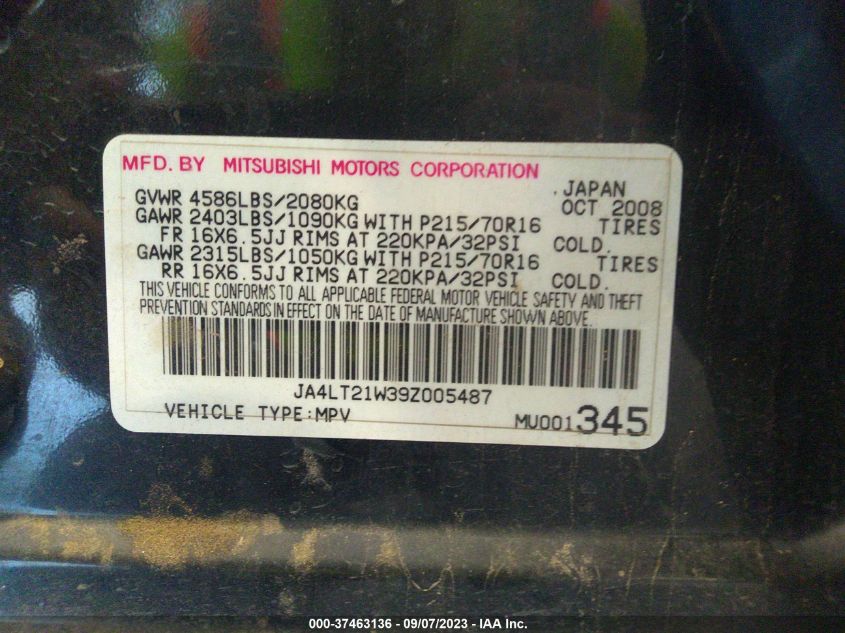 MFD. BY MITSUBISHI MOTORS CORPORATION
. JAPAN
GVWR 4586LBS/2080KG OCT 2008
GAWR 2403LBS/1090KG WITH P215/70R16 TIRES
FR 16X6.5JJ RIMS AT 220KPA/32PSI COLD.
GAWR 2315LBS/1050KG WITH P215/70R16 TIRES
RR 16X6.5JJ RIMS AT 220KPA/32PSI COLD.
THIS VEHICLE CONFORMS TO ALL APPLICABLE FEDERAL MOTOR VEHICLE SAFETY AND THEFT
PREVENTION STANDARDS IN EFFECT ON THE DATE OF MANUFACTURE SHOWN ABOVE.
JA4LT21W39Z005487
VEHICLE TYPE:MPV MU001345
000-37463136 - 09/07/2023 - IAA Inc.